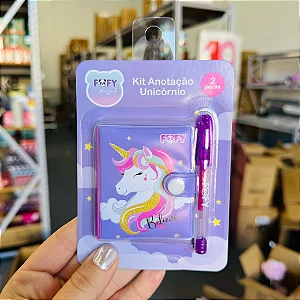 FOFY
Kit Anotação
Unicórnio
2
peças
FOFY
Believe